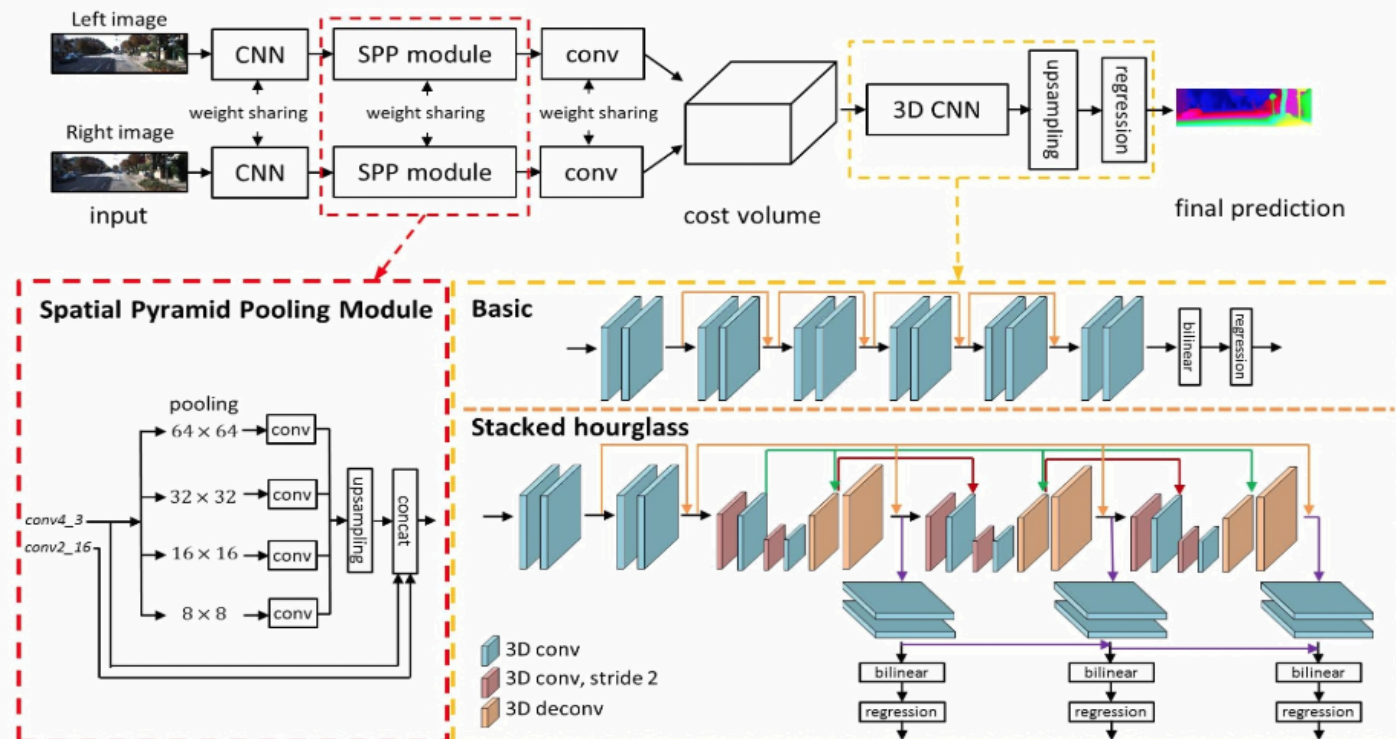 Left image
CNN
SPP module
conv
weight sharing
weight sharing
weight sharing
Right image
CNN
SPP module
conv
input
cost volume
3D CNN
upsampling
regression
final prediction
Spatial Pyramid Pooling Module
pooling
64 × 64
conv
32 × 32
conv
16 × 16
conv
8 × 8
conv
conv4_3
conv2_16
upsampling
concat
Basic
bilinear
regression
Stacked hourglass
3D conv
3D conv, stride 2
3D deconv
bilinear
bilinear
bilinear
regression
regression
regression